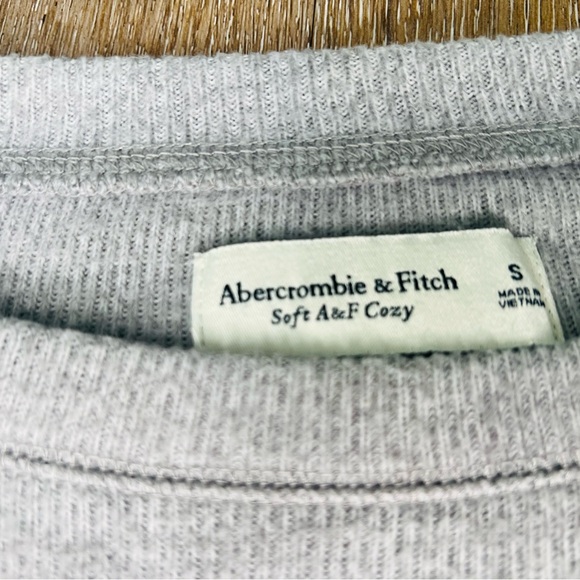 Abercrombie & Fitch
Soft A&F Cozy
S
MADE IN
VIETNAM